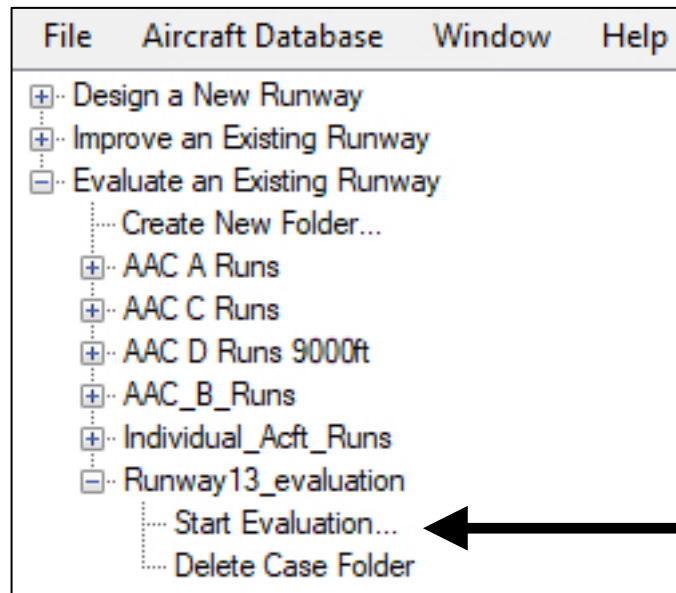 File Aircraft Database Window Help
Design a New Runway
Improve an Existing Runway
Evaluate an Existing Runway
Create New Folder...
AAC A Runs
AAC C Runs
AAC D Runs 9000ft
AAC_B_Runs
Individual_Acft_Runs
Runway13_evaluation
Start Evaluation...
Delete Case Folder